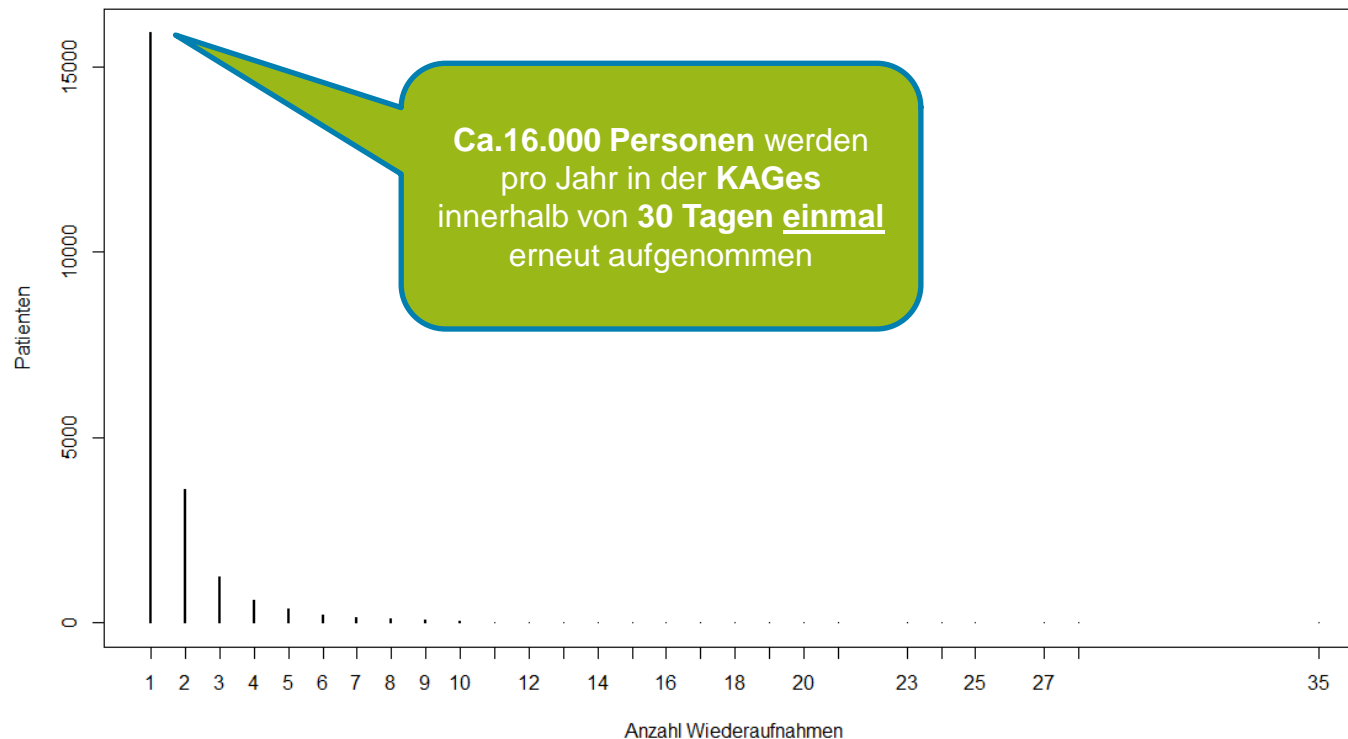 15000
10000
5000
0
Patienten
Ca.16.000 Personen werden
pro Jahr in der KAGes
innerhalb von 30 Tagen einmal
erneut aufgenommen
1 2 3 4 5 6 7 8 9 10 12 14 16 18 20 23 25 27 35
Anzahl Wiederaufnahmen